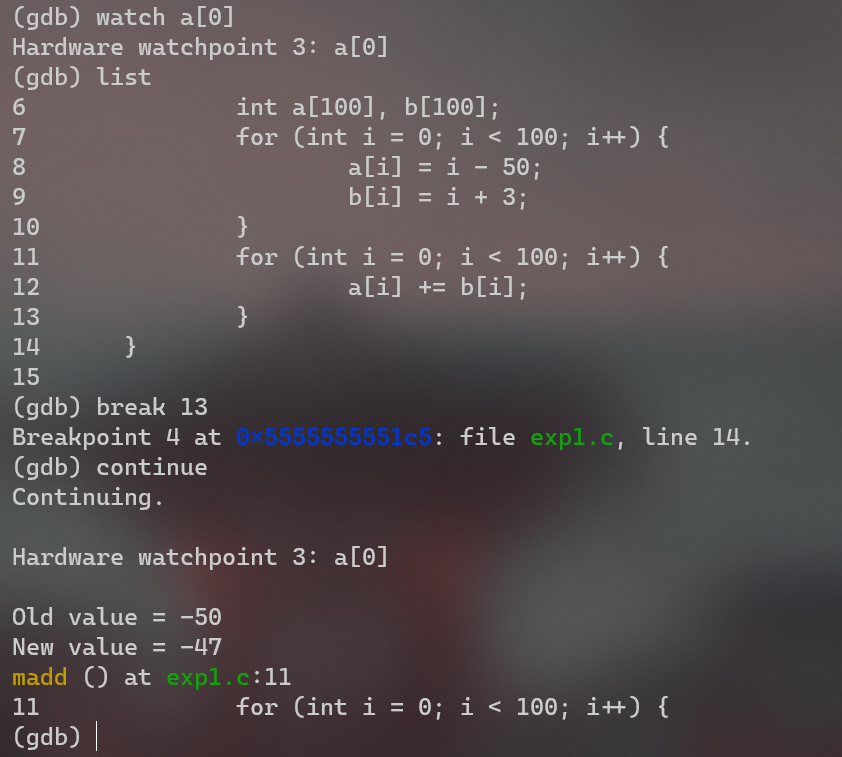 (gdb) watch a[0]
Hardware watchpoint 3: a[0]
(gdb) list
6               int a[100], b[100];
7               for (int i = 0; i < 100; i++) {
8                       a[i] = i - 50;
9                       b[i] = i + 3;
10              }
11              for (int i = 0; i < 100; i++) {
12                      a[i] += b[i];
13              }
14      }
15
(gdb) break 13
Breakpoint 4 at 0x5555555551c5: file exp1.c, line 14.
(gdb) continue
Continuing.

Hardware watchpoint 3: a[0]

Old value = -50
New value = -47
madd () at exp1.c:11
11              for (int i = 0; i < 100; i++) {
(gdb)